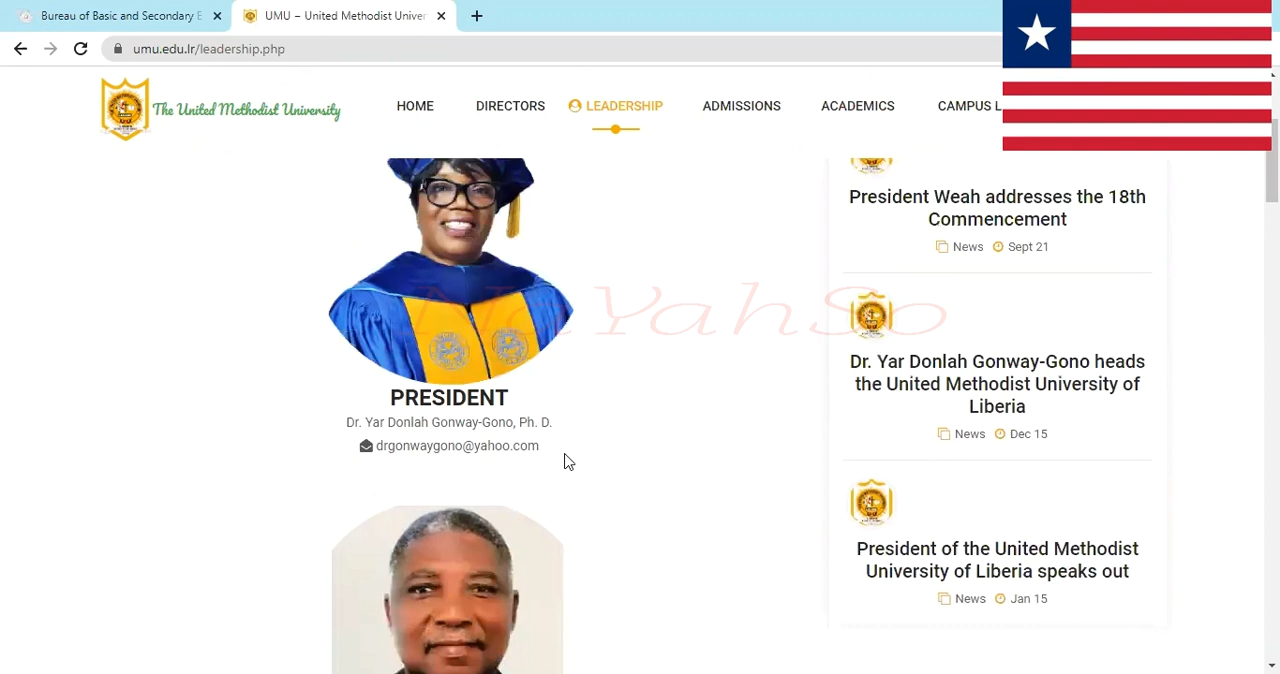 Bureau of Basic and Secondary E
UMU – United Methodist Univer
umu.edu.lr/leadership.php
The United Methodist University
HOME
DIRECTORS
LEADERSHIP
ADMISSIONS
ACADEMICS
CAMPUS L
PRESIDENT
Dr. Yar Donlah Gonway-Gono, Ph. D.
drgonwaygono@yahoo.com
NaYahSo
President Weah addresses the 18th
Commencement
News Sept 21
Dr. Yar Donlah Gonway-Gono heads
the United Methodist University of
Liberia
News Dec 15
President of the United Methodist
University of Liberia speaks out
News Jan 15